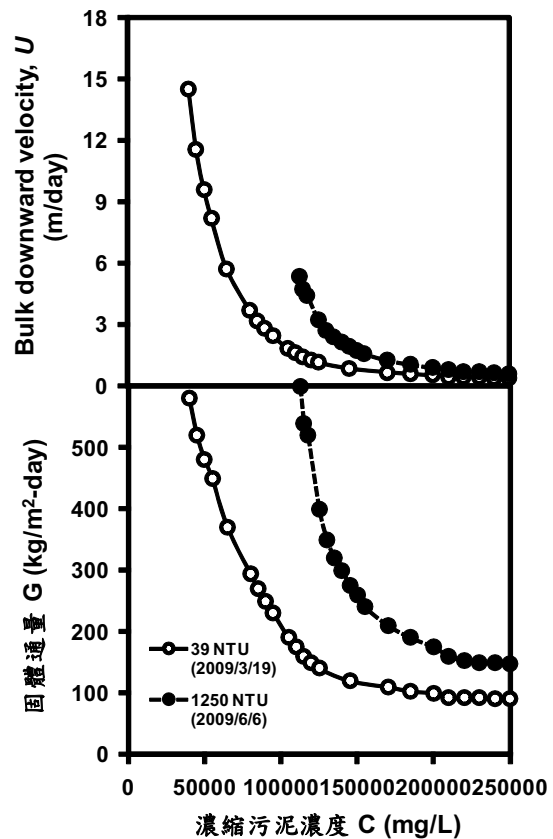 Bulk downward velocity, U
(m/day)
18
15
12
9
6
3
0
固體通量 G (kg/m²-day)
500
400
300
200
100
0
39 NTU
(2009/3/19)
1250 NTU
(2009/6/6)
0 50000 100000 150000 200000 250000
濃縮污泥濃度 C (mg/L)